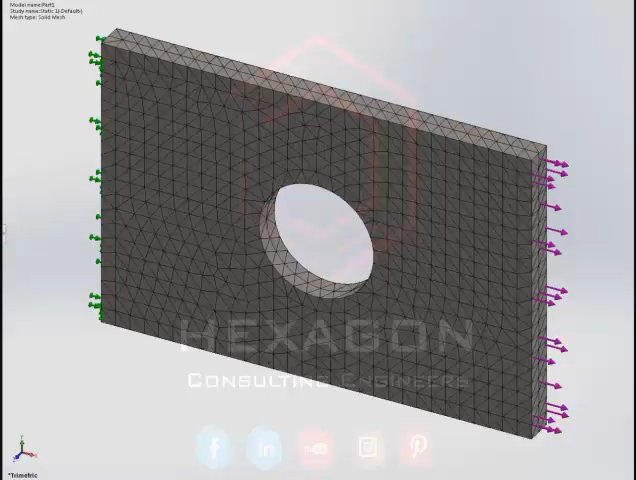 Model name:Part1
Study name:Static 1(-Default-)
Mesh type: Solid Mesh
HEXAGON
CONSULTING ENGINEERS
*Trimetric